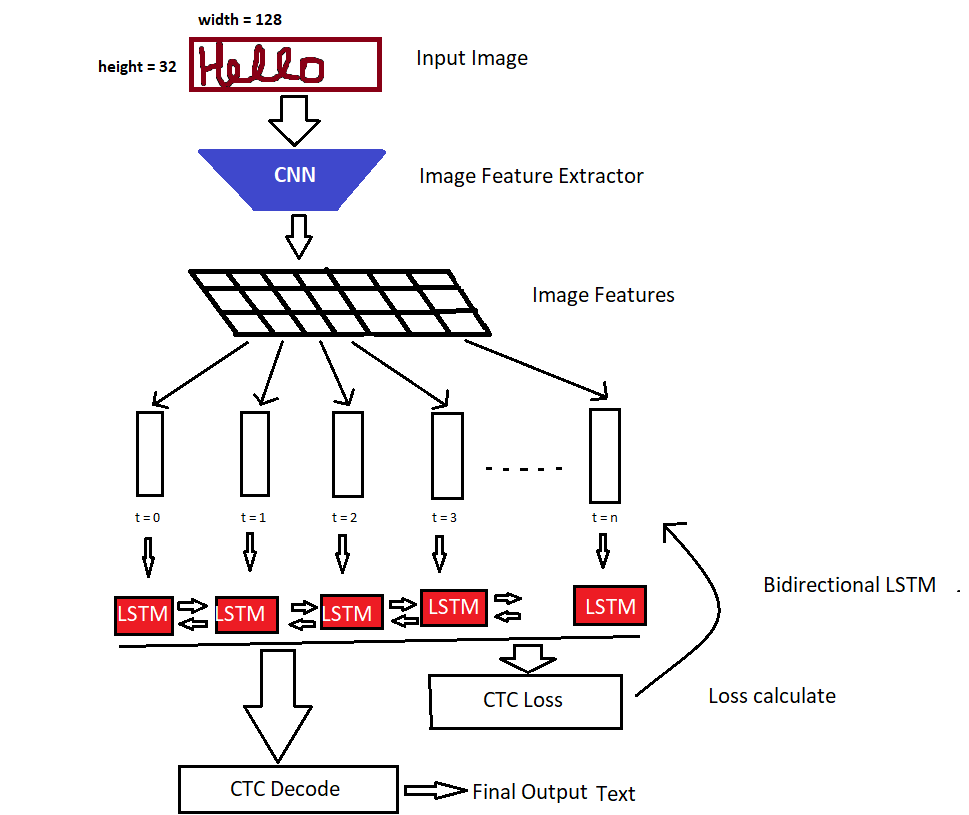 width = 128
height = 32
Hello
Input Image
CNN
Image Feature Extractor
Image Features
t = 0
t = 1
t = 2
t = 3
t = n
LSTM
LSTM
LSTM
LSTM
LSTM
Bidirectional LSTM
CTC Loss
Loss calculate
CTC Decode
Final Output Text